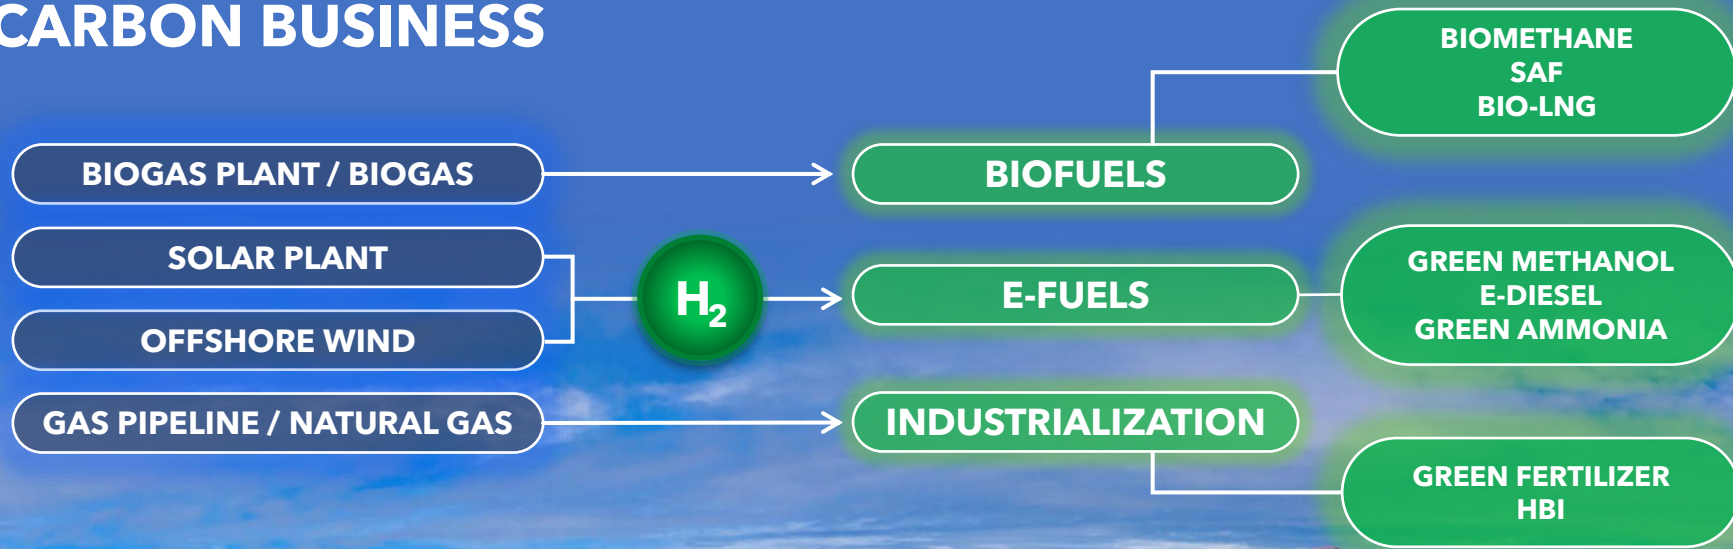 CARBON BUSINESS
BIOGAS PLANT / BIOGAS
SOLAR PLANT
OFFSHORE WIND
GAS PIPELINE / NATURAL GAS
H₂
BIOFUELS
E-FUELS
INDUSTRIALIZATION
BIOMETHANE
SAF
BIO-LNG
GREEN METHANOL
E-DIESEL
GREEN AMMONIA
GREEN FERTILIZER
HBI